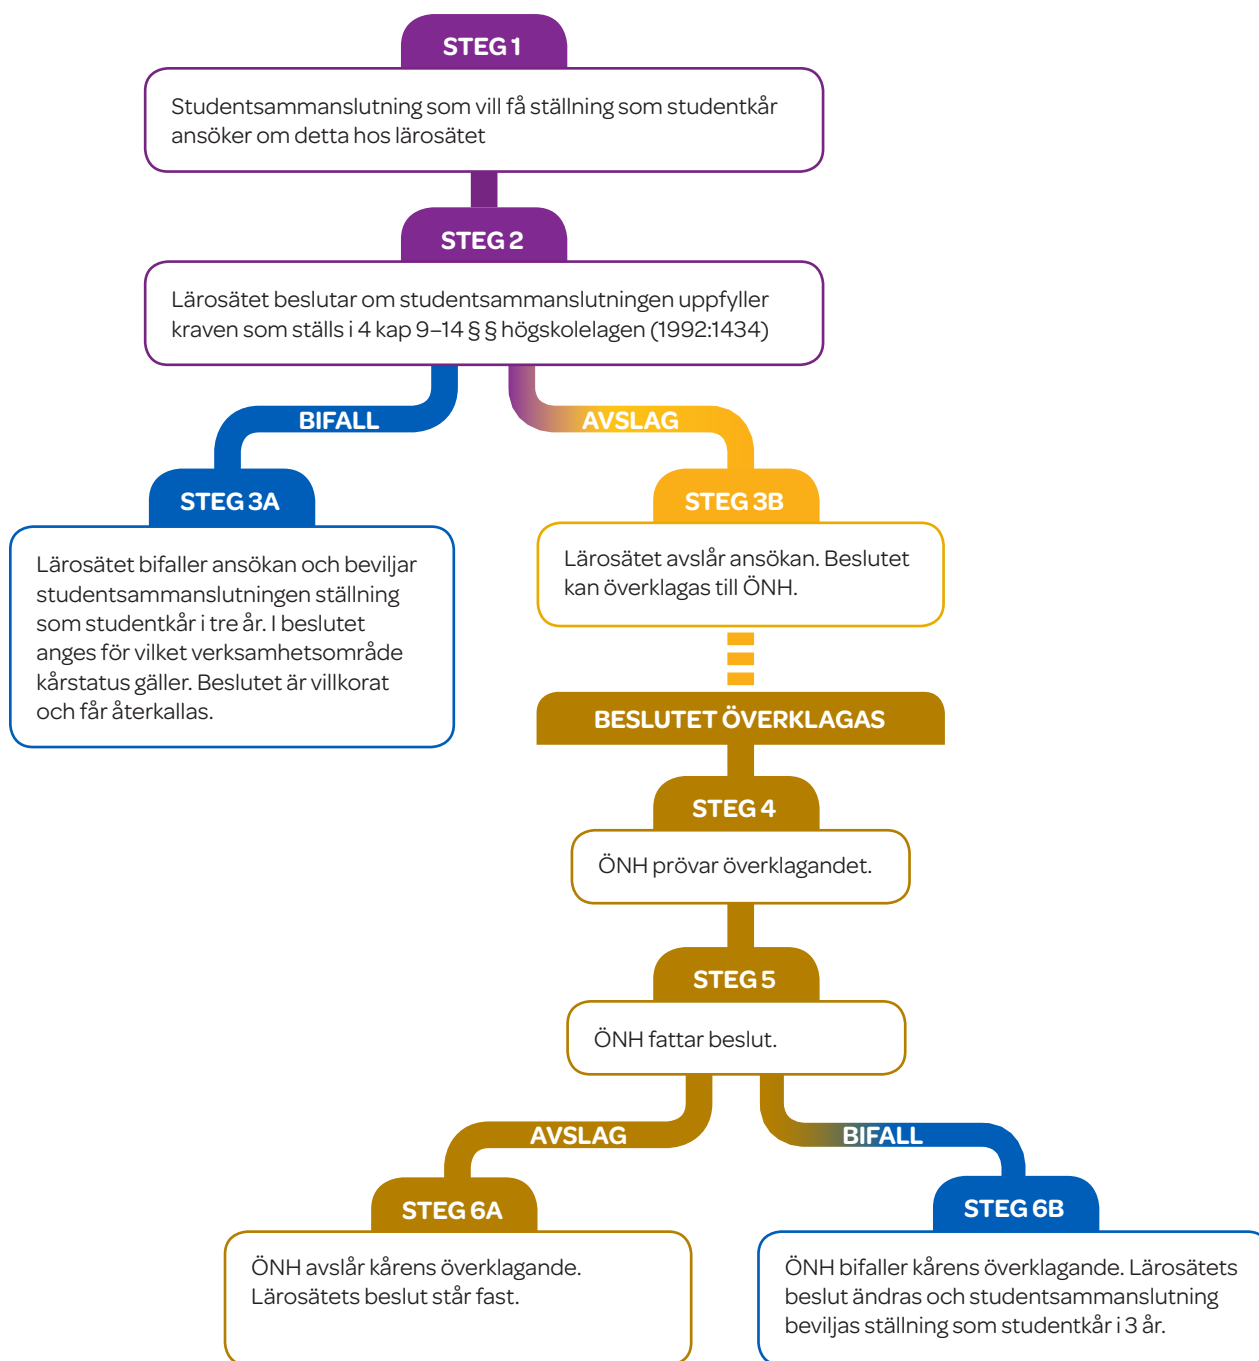 STEG 1
Studentsammanslutning som vill få ställning som studentkår
ansöker om detta hos lärosätet
STEG 2
Lärosätet beslutar om studentsammanslutningen uppfyller
kraven som ställs i 4 kap 9–14 § § högskolelagen (1992:1434)
BIFALL
AVSLAG
STEG 3A
Lärosätet bifaller ansökan och beviljar
studentsammanslutningen ställning
som studentkår i tre år. I beslutet
anges för vilket verksamhetsområde
kårstatus gäller. Beslutet är villkorat
och får återkallas.
STEG 3B
Lärosätet avslår ansökan. Beslutet
kan överklagas till ÖNH.
BESLUTET ÖVERKLAGAS
STEG 4
ÖNH prövar överklagandet.
STEG 5
ÖNH fattar beslut.
AVSLAG
BIFALL
STEG 6A
ÖNH avslår kårens överklagande.
Lärosätets beslut står fast.
STEG 6B
ÖNH bifaller kårens överklagande. Lärosätets
beslut ändras och studentsammanslutning
beviljas ställning som studentkår i 3 år.